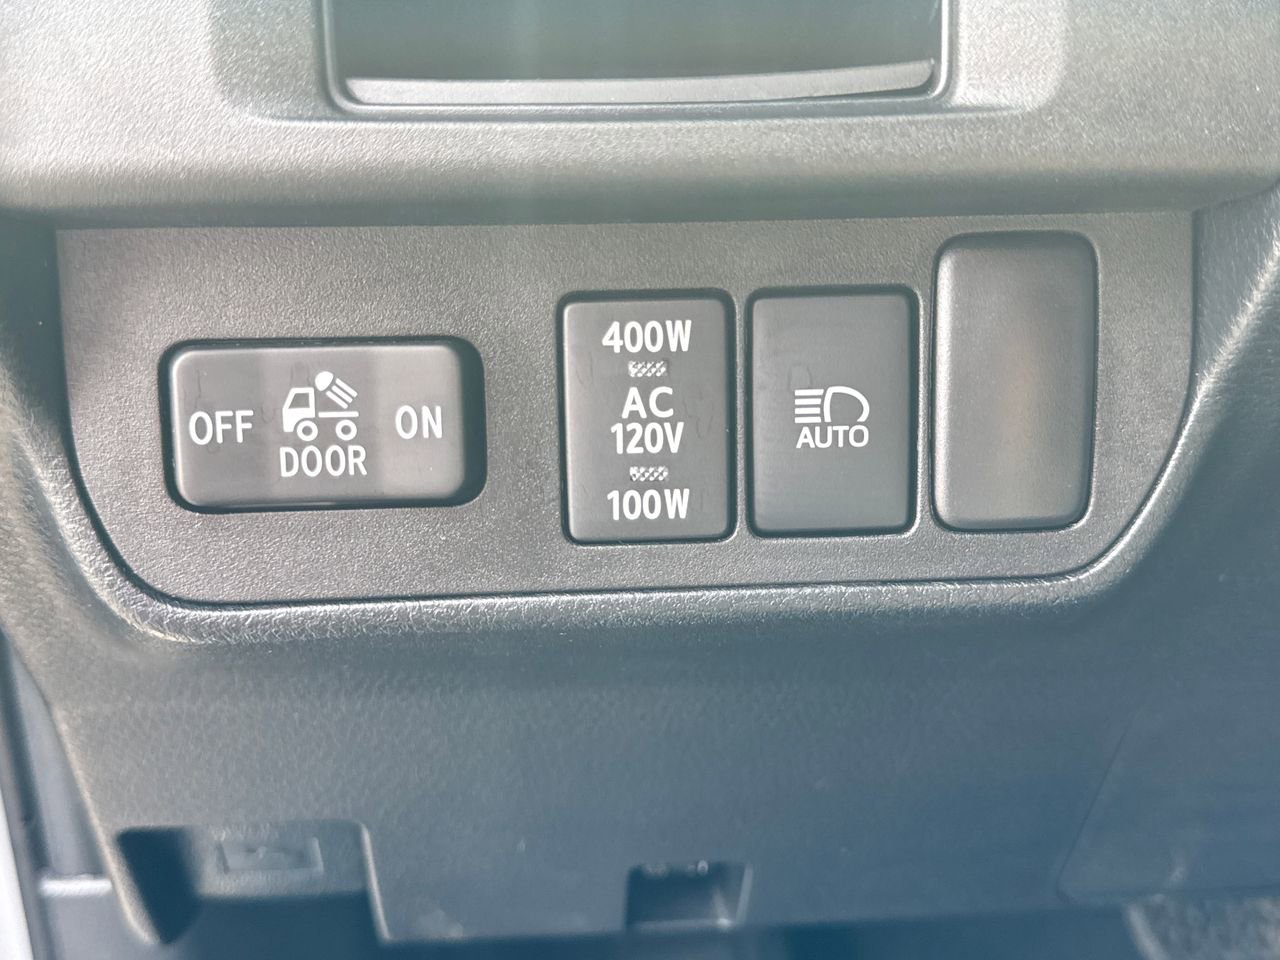 OFF
DOOR
ON
400W
AC
120V
100W
AUTO